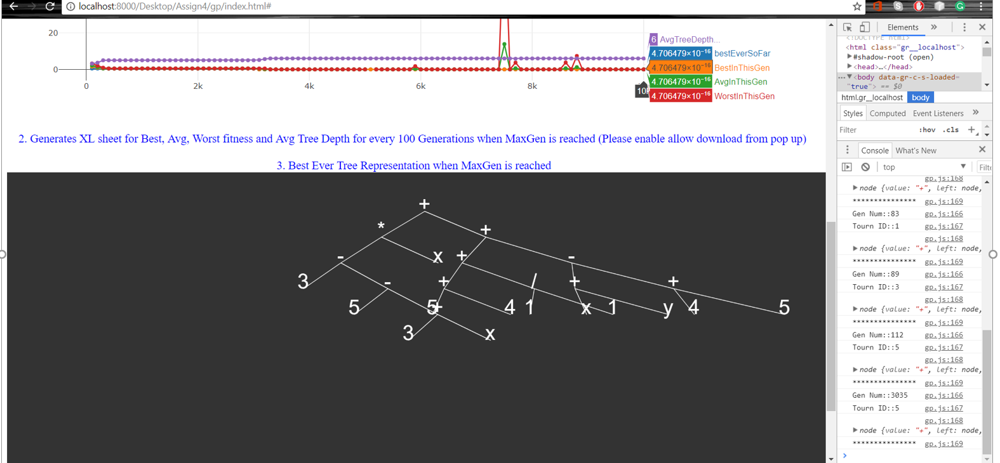 localhost:8000/Desktop/Assign4/gp/index.html#
20
0
0
2k
4k
6k
8k
6 AvgTreeDepth...
4.706479×10⁻¹⁶ bestEverSoFar
4.706479×10⁻¹⁶ BestInThisGen
4.706479×10⁻¹⁶ AvgInThisGen
4.706479×10⁻¹⁶ WorstInThisGen
2. Generates XL sheet for Best, Avg, Worst fitness and Avg Tree Depth for every 100 Generations when MaxGen is reached (Please enable allow download from pop up)
3. Best Ever Tree Representation when MaxGen is reached
+
* +
- x + -
3 - + / + +
5 5 + 4 1 x 1 y 4 5
3 x
Elements »
<!DOCTYPE html>
<html class="gr__localhost">
#shadow-root (open)
<head>…</head>
<body data-gr-c-s-loaded=
"true"> == $0
html.gr__localhost body
Styles Computed Event Listeners »
Filter :hov .cls +
Console What's New
top Filte
gp.js:168
node {value: "+", left: node,
*************** gp.js:169
Gen Num::83 gp.js:166
Tourn ID::1 gp.js:167
gp.js:168
node {value: "+", left: node,
*************** gp.js:169
Gen Num::89 gp.js:166
Tourn ID::3 gp.js:167
gp.js:168
node {value: "+", left: node,
*************** gp.js:169
Gen Num::112 gp.js:166
Tourn ID::5 gp.js:167
gp.js:168
node {value: "+", left: node,
*************** gp.js:169
Gen Num::3035 gp.js:166
Tourn ID::5 gp.js:167
gp.js:168
node {value: "+", left: node,
*************** gp.js:169